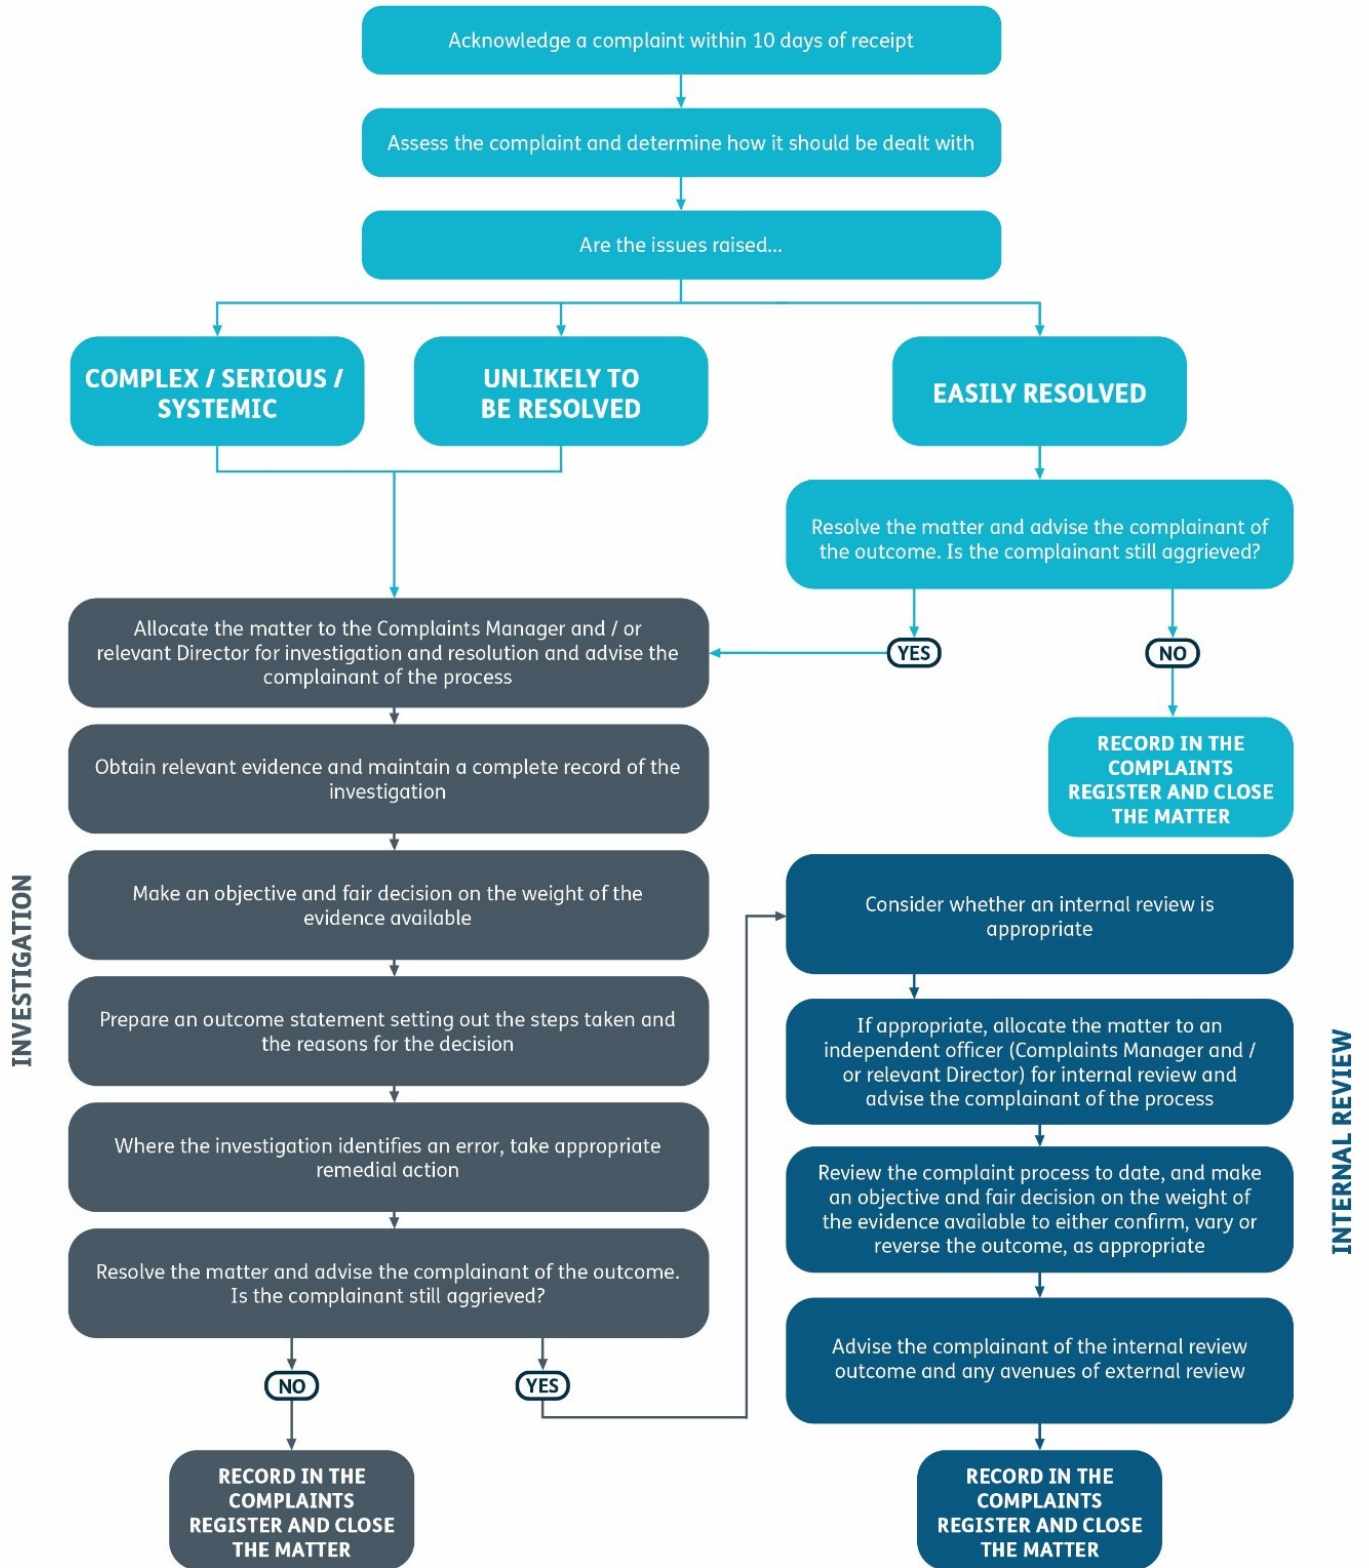 Acknowledge a complaint within 10 days of receipt
Assess the complaint and determine how it should be dealt with
Are the issues raised...
COMPLEX / SERIOUS /
SYSTEMIC
UNLIKELY TO
BE RESOLVED
EASILY RESOLVED
Resolve the matter and advise the complainant of
the outcome. Is the complainant still aggrieved?
YES
NO
RECORD IN THE
COMPLAINTS
REGISTER AND CLOSE
THE MATTER
INVESTIGATION
Allocate the matter to the Complaints Manager and / or
relevant Director for investigation and resolution and advise the
complainant of the process
Obtain relevant evidence and maintain a complete record of the
investigation
Make an objective and fair decision on the weight of the
evidence available
Prepare an outcome statement setting out the steps taken and
the reasons for the decision
Where the investigation identifies an error, take appropriate
remedial action
Resolve the matter and advise the complainant of the outcome.
Is the complainant still aggrieved?
NO
YES
RECORD IN THE
COMPLAINTS
REGISTER AND CLOSE
THE MATTER
INTERNAL REVIEW
Consider whether an internal review is
appropriate
If appropriate, allocate the matter to an
independent officer (Complaints Manager and /
or relevant Director) for internal review and
advise the complainant of the process
Review the complaint process to date, and make
an objective and fair decision on the weight of
the evidence available to either confirm, vary or
reverse the outcome, as appropriate
Advise the complainant of the internal review
outcome and any avenues of external review
RECORD IN THE
COMPLAINTS
REGISTER AND CLOSE
THE MATTER